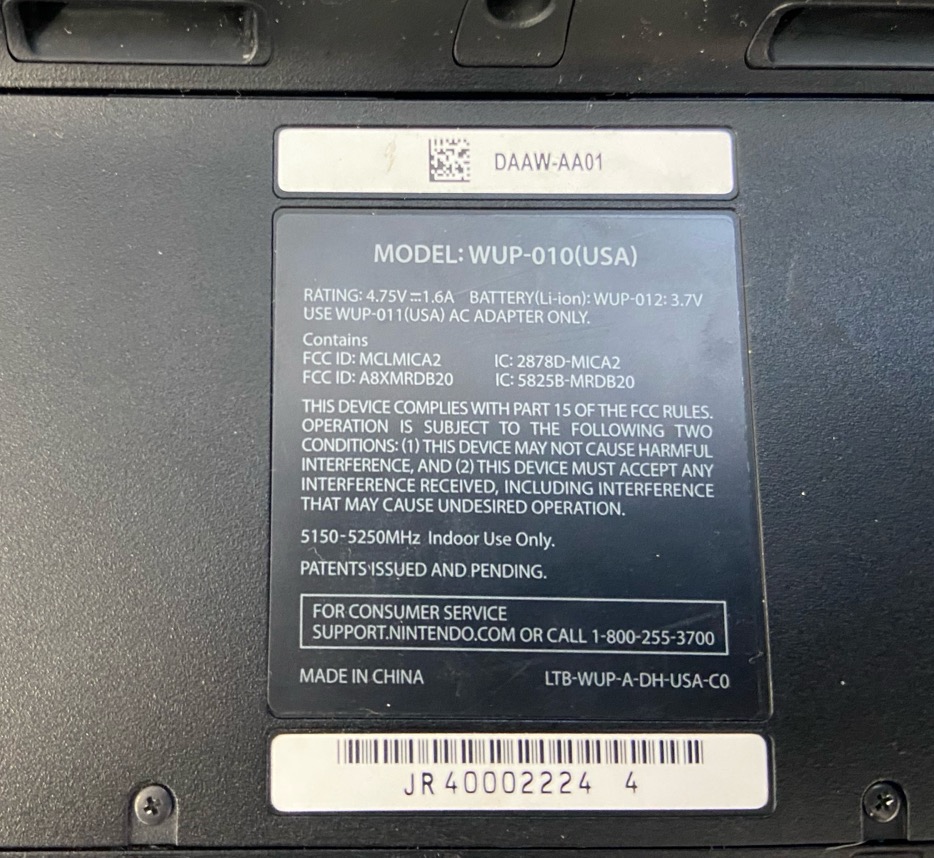 DAAW-AA01
MODEL: WUP-010(USA)
RATING: 4.75V⎓1.6A BATTERY(Li-ion): WUP-012: 3.7V
USE WUP-011(USA) AC ADAPTER ONLY.
Contains
FCC ID: MCLMICA2 IC: 2878D-MICA2
FCC ID: A8XMRDB20 IC: 5825B-MRDB20
THIS DEVICE COMPLIES WITH PART 15 OF THE FCC RULES.
OPERATION IS SUBJECT TO THE FOLLOWING TWO
CONDITIONS: (1) THIS DEVICE MAY NOT CAUSE HARMFUL
INTERFERENCE, AND (2) THIS DEVICE MUST ACCEPT ANY
INTERFERENCE RECEIVED, INCLUDING INTERFERENCE
THAT MAY CAUSE UNDESIRED OPERATION.
5150-5250MHz Indoor Use Only.
PATENTS ISSUED AND PENDING.
FOR CONSUMER SERVICE
SUPPORT.NINTENDO.COM OR CALL 1-800-255-3700
MADE IN CHINA LTB-WUP-A-DH-USA-C0
JR 40002224 4